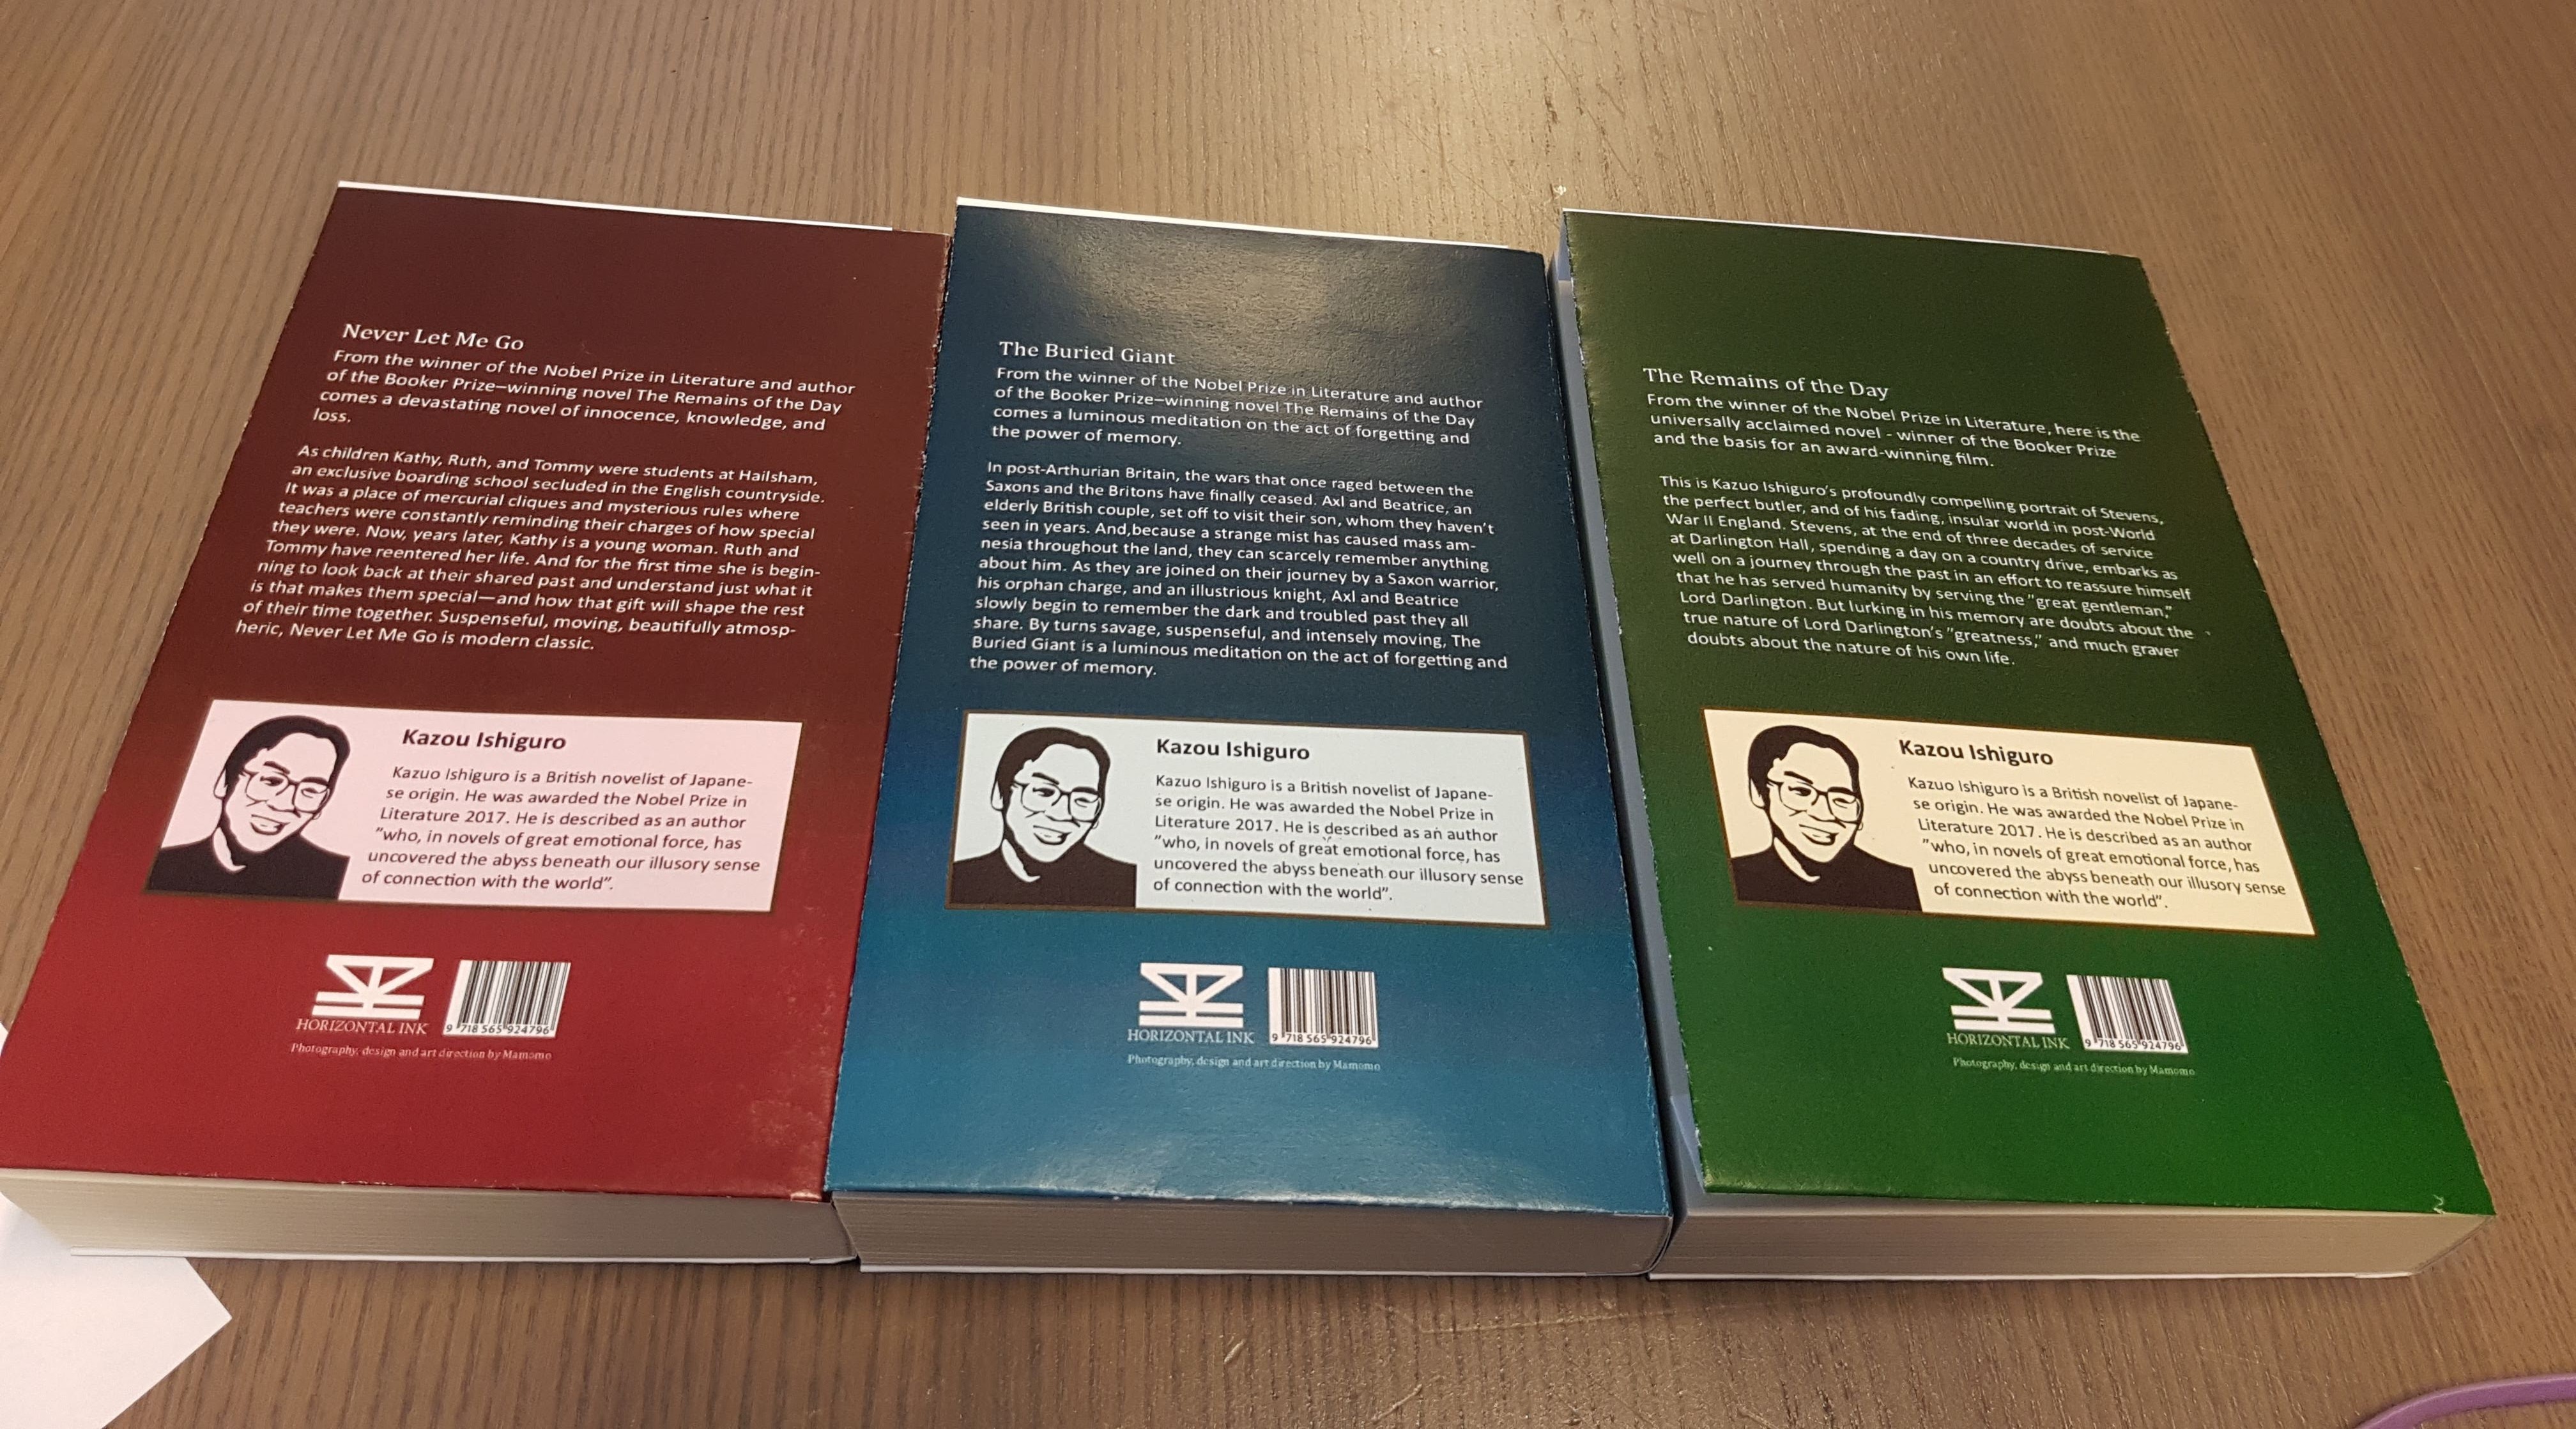 Never Let Me Go
From the winner of the Nobel Prize in Literature and author
of the Booker Prize—winning novel The Remains of the Day
comes a devastating novel of innocence, knowledge, and
loss.
As children Kathy, Ruth, and Tommy were students at Hailsham,
an exclusive boarding school secluded in the English countryside.
It was a place of mercurial cliques and mysterious rules where
teachers were constantly reminding their charges of how special
they were. Now, years later, Kathy is a young woman. Ruth and
Tommy have reentered her life. And for the first time she is begin-
ning to look back at their shared past and understand just what it
is that makes them special—and how that gift will shape the rest
of their time together. Suspenseful, moving, beautifully atmosp-
heric, Never Let Me Go is modern classic.
Kazou Ishiguro
Kazuo Ishiguro is a British novelist of Japane-
se origin. He was awarded the Nobel Prize in
Literature 2017. He is described as an author
”who, in novels of great emotional force, has
uncovered the abyss beneath our illusory sense
of connection with the world”.
HORIZONTAL INK
9 718565 924796
Photography, design and art direction by Mamomo
The Buried Giant
From the winner of the Nobel Prize in Literature and author
of the Booker Prize—winning novel The Remains of the Day
comes a luminous meditation on the act of forgetting and
the power of memory.
In post-Arthurian Britain, the wars that once raged between the
Saxons and the Britons have finally ceased. Axl and Beatrice, an
elderly British couple, set off to visit their son, whom they haven’t
seen in years. And,because a strange mist has caused mass am-
nesia throughout the land, they can scarcely remember anything
about him. As they are joined on their journey by a Saxon warrior,
his orphan charge, and an illustrious knight, Axl and Beatrice
slowly begin to remember the dark and troubled past they all
share. By turns savage, suspenseful, and intensely moving, The
Buried Giant is a luminous meditation on the act of forgetting and
the power of memory.
Kazou Ishiguro
Kazuo Ishiguro is a British novelist of Japane-
se origin. He was awarded the Nobel Prize in
Literature 2017. He is described as an author
”who, in novels of great emotional force, has
uncovered the abyss beneath our illusory sense
of connection with the world”.
HORIZONTAL INK
9 718565 924796
Photography, design and art direction by Mamomo
The Remains of the Day
From the winner of the Nobel Prize in Literature, here is the
universally acclaimed novel - winner of the Booker Prize
and the basis for an award-winning film.
This is Kazuo Ishiguro’s profoundly compelling portrait of Stevens,
the perfect butler, and of his fading, insular world in post-World
War II England. Stevens, at the end of three decades of service
at Darlington Hall, spending a day on a country drive, embarks as
well on a journey through the past in an effort to reassure himself
that he has served humanity by serving the ”great gentleman,”
Lord Darlington. But lurking in his memory are doubts about the
true nature of Lord Darlington’s ”greatness,” and much graver
doubts about the nature of his own life.
Kazou Ishiguro
Kazuo Ishiguro is a British novelist of Japane-
se origin. He was awarded the Nobel Prize in
Literature 2017. He is described as an author
”who, in novels of great emotional force, has
uncovered the abyss beneath our illusory sense
of connection with the world”.
HORIZONTAL INK
9 718565 924796
Photography, design and art direction by Mamomo